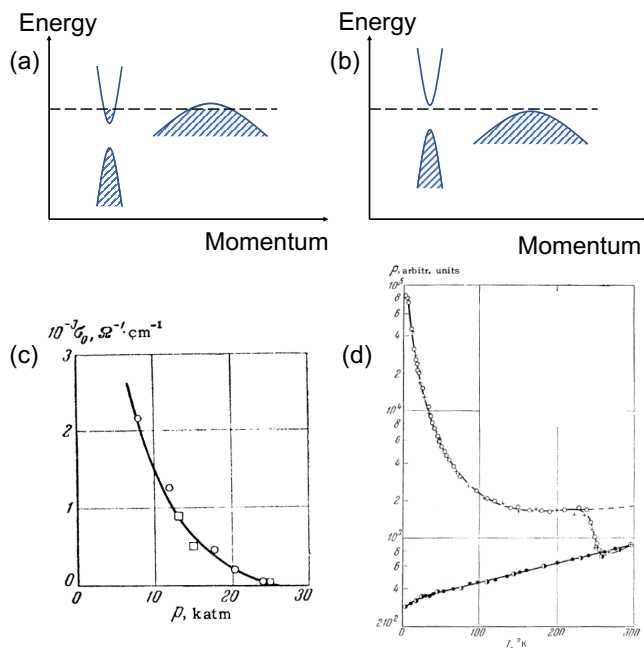 Energy
(a)
Momentum
Energy
(b)
Momentum
(c)
10⁻³σ₀, Ω⁻¹·cm⁻¹
3
2
1
0
0
10
20
30
p, katm
(d)
ρ, arbitr. units
10⁵
8
6
4
2
10⁴
8
6
4
2
10³
8
6
4
2·10²
0
100
200
300
T, °K